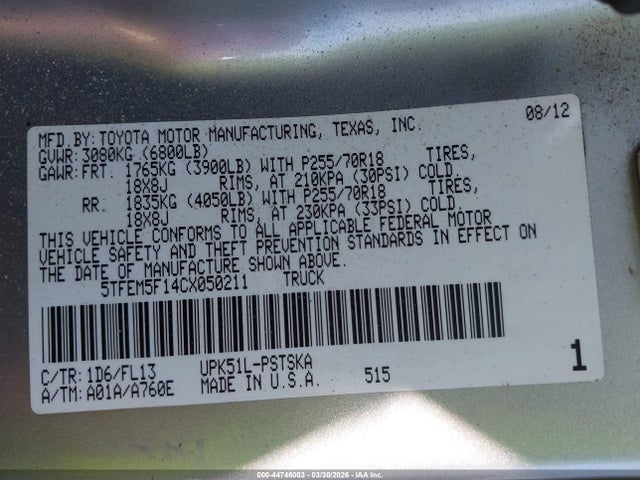 08/12
MFD.BY:TOYOTA MOTOR MANUFACTURING, TEXAS, INC.
GVWR:3080KG (6800LB)
GAWR:FRT. 1765KG (3900LB) WITH P255/70R18 TIRES,
18X8J RIMS, AT 210KPA (30PSI) COLD.
RR. 1835KG (4050LB) WITH P255/70R18 TIRES,
18X8J RIMS, AT 230KPA (33PSI) COLD.
THIS VEHICLE CONFORMS TO ALL APPLICABLE FEDERAL MOTOR
VEHICLE SAFETY AND THEFT PREVENTION STANDARDS IN EFFECT ON
THE DATE OF MANUFACTURE SHOWN ABOVE.
5TFEM5F14CX050211 TRUCK
C/TR:1D6/FL13 UPK51L-PSTSKA
A/TM:A01A/A760E MADE IN U.S.A. 515
1
000-44746003 - 03/30/2026 - IAA Inc.